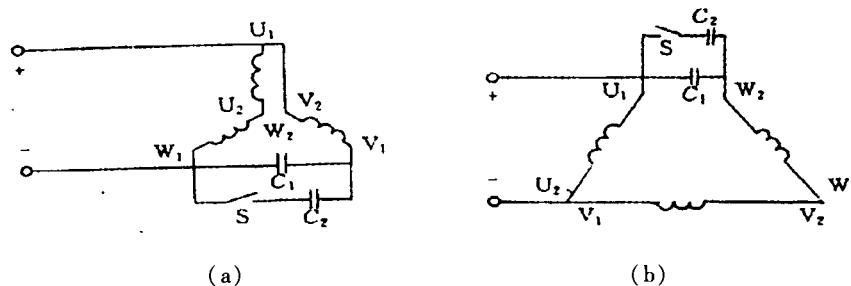 U₁
+
U₂
V₂
W₂
W₁
V₁
−
C₁
S
C₂
(a)
C₂
S
+
U₁
C₁
W₂
−
U₂
V₁
W
V₂
(b)